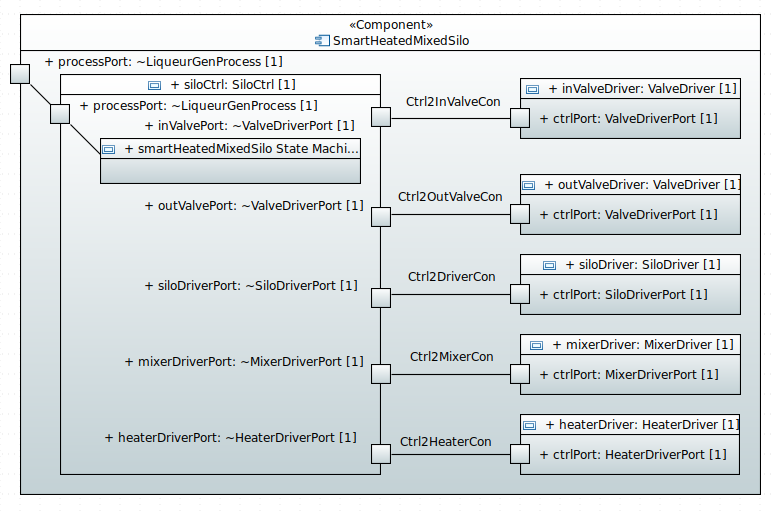 «Component»
SmartHeatedMixedSilo
+ processPort: ~LiqueurGenProcess [1]
+ siloCtrl: SiloCtrl [1]
+ processPort: ~LiqueurGenProcess [1]
+ inValvePort: ~ValveDriverPort [1]
+ smartHeatedMixedSilo State Machi...
+ outValvePort: ~ValveDriverPort [1]
+ siloDriverPort: ~SiloDriverPort [1]
+ mixerDriverPort: ~MixerDriverPort [1]
+ heaterDriverPort: ~HeaterDriverPort [1]
Ctrl2InValveCon
Ctrl2OutValveCon
Ctrl2DriverCon
Ctrl2MixerCon
Ctrl2HeaterCon
+ inValveDriver: ValveDriver [1]
+ ctrlPort: ValveDriverPort [1]
+ outValveDriver: ValveDriver [1]
+ ctrlPort: ValveDriverPort [1]
+ siloDriver: SiloDriver [1]
+ ctrlPort: SiloDriverPort [1]
+ mixerDriver: MixerDriver [1]
+ ctrlPort: MixerDriverPort [1]
+ heaterDriver: HeaterDriver [1]
+ ctrlPort: HeaterDriverPort [1]